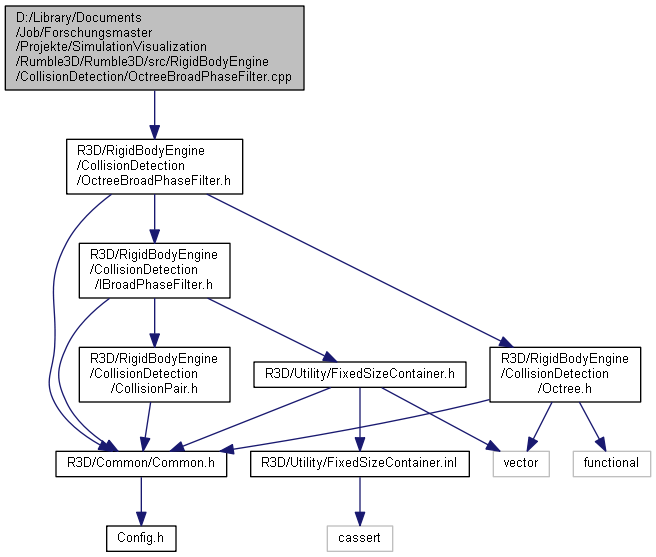 D:/Library/Documents
/Job/Forschungsmaster
/Projekte/SimulationVisualization
/Rumble3D/Rumble3D/src/RigidBodyEngine
/CollisionDetection/OctreeBroadPhaseFilter.cpp
R3D/RigidBodyEngine
/CollisionDetection
/OctreeBroadPhaseFilter.h
R3D/RigidBodyEngine
/CollisionDetection
/IBroadPhaseFilter.h
R3D/RigidBodyEngine
/CollisionDetection
/CollisionPair.h
R3D/Utility/FixedSizeContainer.h
R3D/RigidBodyEngine
/CollisionDetection
/Octree.h
R3D/Common/Common.h
R3D/Utility/FixedSizeContainer.inl
vector
functional
Config.h
cassert